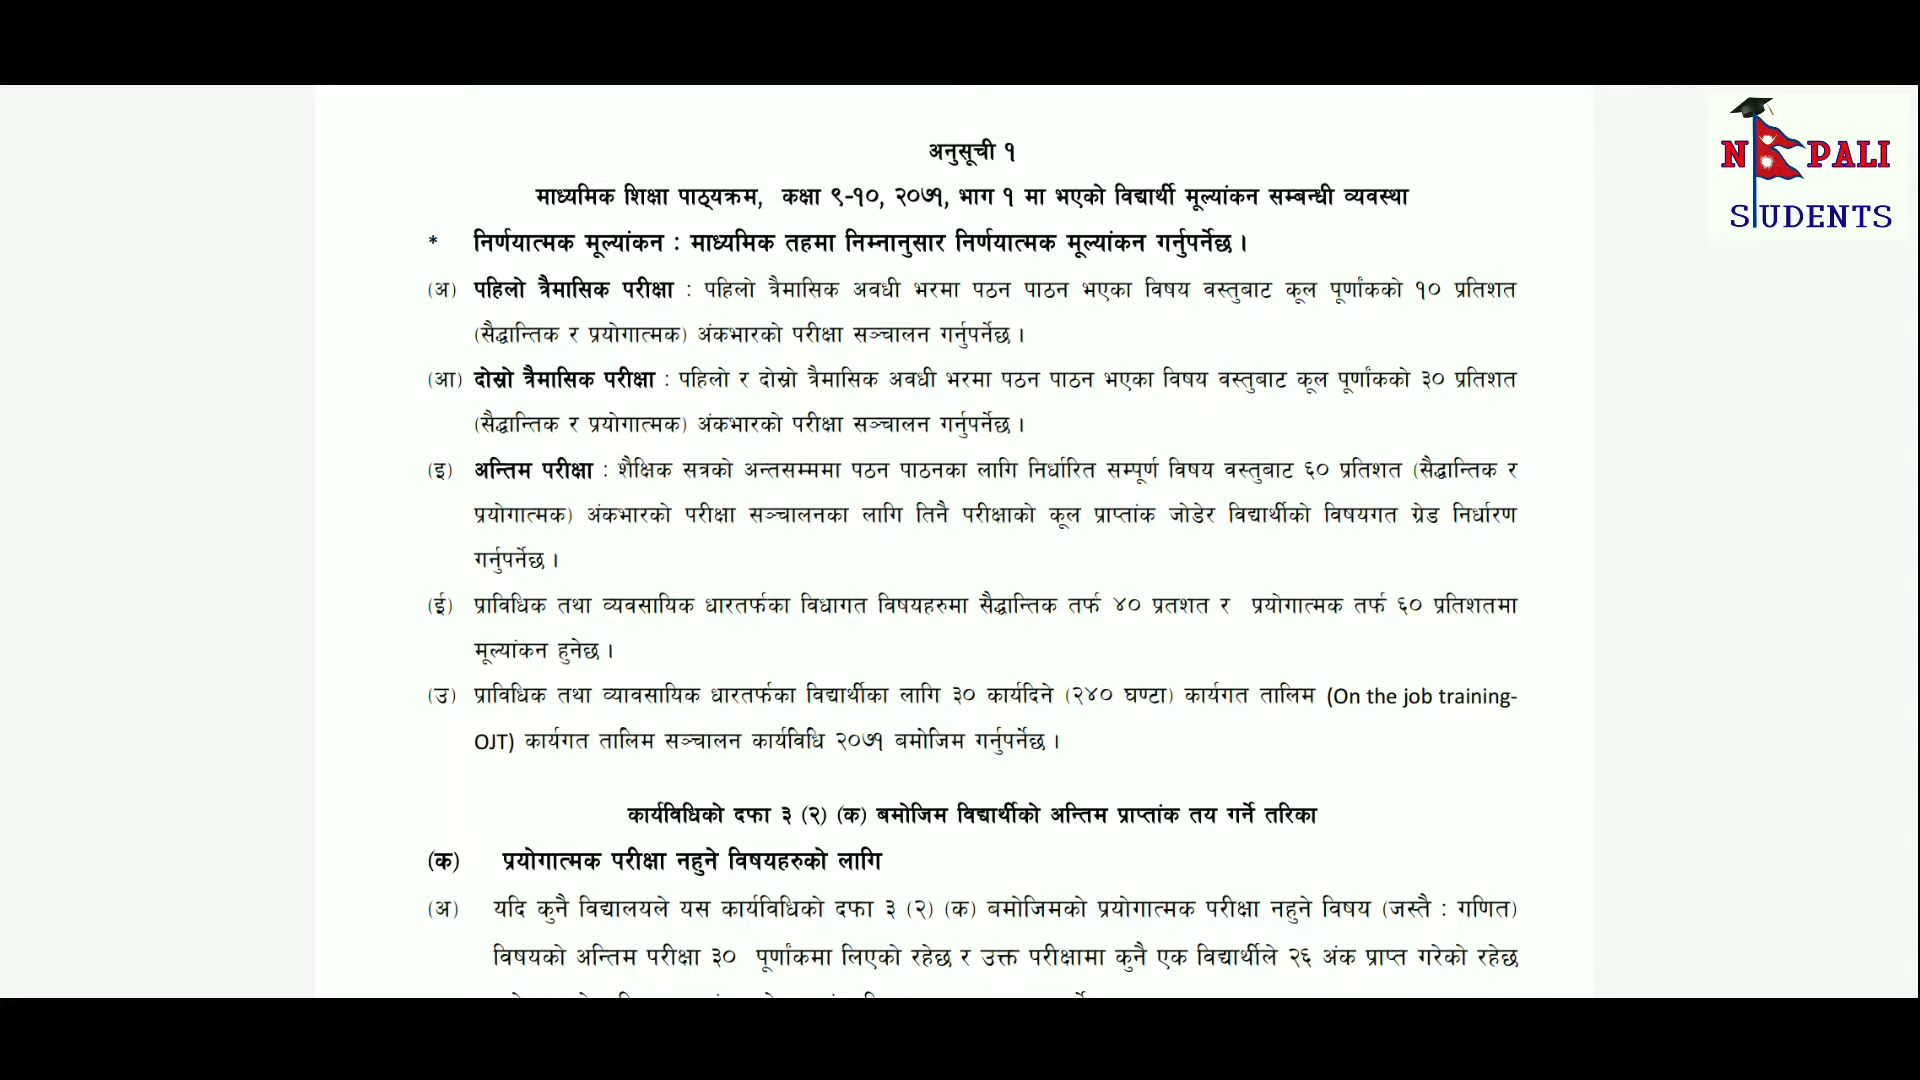 अनुसूची १
माध्यमिक शिक्षा पाठ्यक्रम, कक्षा ९-१०, २०७१, भाग १ मा भएको विद्यार्थी मूल्यांकन सम्बन्धी व्यवस्था
* निर्णयात्मक मूल्यांकन : माध्यमिक तहमा निम्नानुसार निर्णयात्मक मूल्यांकन गर्नुपर्नेछ ।
(अ) पहिलो त्रैमासिक परीक्षा : पहिलो त्रैमासिक अवधी भरमा पठन पाठन भएका विषय वस्तुबाट कूल पूर्णांकको १० प्रतिशत
(सैद्धान्तिक र प्रयोगात्मक) अंकभारको परीक्षा सञ्चालन गर्नुपर्नेछ ।
(आ) दोस्रो त्रैमासिक परीक्षा : पहिलो र दोस्रो त्रैमासिक अवधी भरमा पठन पाठन भएका विषय वस्तुबाट कूल पूर्णांकको ३० प्रतिशत
(सैद्धान्तिक र प्रयोगात्मक) अंकभारको परीक्षा सञ्चालन गर्नुपर्नेछ ।
(इ) अन्तिम परीक्षा : शैक्षिक सत्रको अन्तसम्ममा पठन पाठनका लागि निर्धारित सम्पूर्ण विषय वस्तुबाट ६० प्रतिशत (सैद्धान्तिक र
प्रयोगात्मक) अंकभारको परीक्षा सञ्चालनका लागि तिनै परीक्षाको कूल प्राप्तांक जोडेर विद्यार्थीको विषयगत ग्रेड निर्धारण
गर्नुपर्नेछ ।
(ई) प्राविधिक तथा व्यवसायिक धारतर्फका विधागत विषयहरुमा सैद्धान्तिक तर्फ ४० प्रतशत र प्रयोगात्मक तर्फ ६० प्रतिशतमा
मूल्यांकन हुनेछ ।
(उ) प्राविधिक तथा व्यावसायिक धारतर्फका विद्यार्थीका लागि ३० कार्यदिने (२४० घण्टा) कार्यगत तालिम (On the job training-
OJT) कार्यगत तालिम सञ्चालन कार्यविधि २०७१ बमोजिम गर्नुपर्नेछ ।
कार्यविधिको दफा ३ (२) (क) बमोजिम विद्यार्थीको अन्तिम प्राप्तांक तय गर्ने तरिका
(क) प्रयोगात्मक परीक्षा नहुने विषयहरुको लागि
(अ) यदि कुनै विद्यालयले यस कार्यविधिको दफा ३ (२) (क) बमोजिमको प्रयोगात्मक परीक्षा नहुने विषय (जस्तै : गणित)
विषयको अन्तिम परीक्षा ३० पूर्णांकमा लिएको रहेछ र उक्त परीक्षामा कुनै एक विद्यार्थीले २६ अंक प्राप्त गरेको रहेछ
NEPALI
STUDENTS